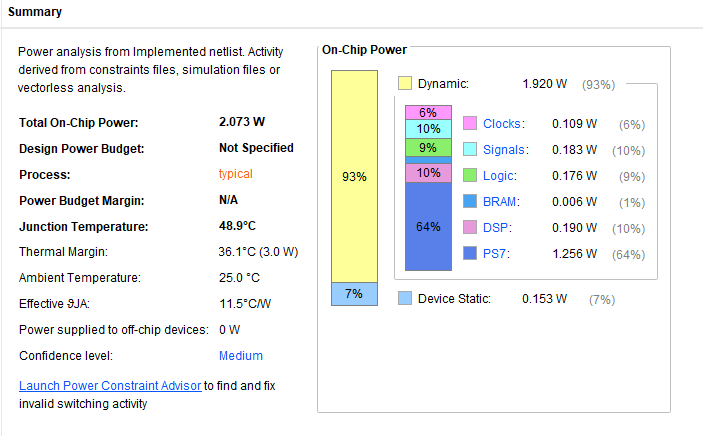 Summary
Power analysis from Implemented netlist. Activity
derived from constraints files, simulation files or
vectorless analysis.
Total On-Chip Power: 2.073 W
Design Power Budget: Not Specified
Process: typical
Power Budget Margin: N/A
Junction Temperature: 48.9°C
Thermal Margin: 36.1°C (3.0 W)
Ambient Temperature: 25.0 °C
Effective ϑJA: 11.5°C/W
Power supplied to off-chip devices: 0 W
Confidence level: Medium
Launch Power Constraint Advisor to find and fix
invalid switching activity
On-Chip Power
93%
7%
Dynamic: 1.920 W (93%)
6%
10%
9%
10%
64%
Clocks: 0.109 W (6%)
Signals: 0.183 W (10%)
Logic: 0.176 W (9%)
BRAM: 0.006 W (1%)
DSP: 0.190 W (10%)
PS7: 1.256 W (64%)
Device Static: 0.153 W (7%)